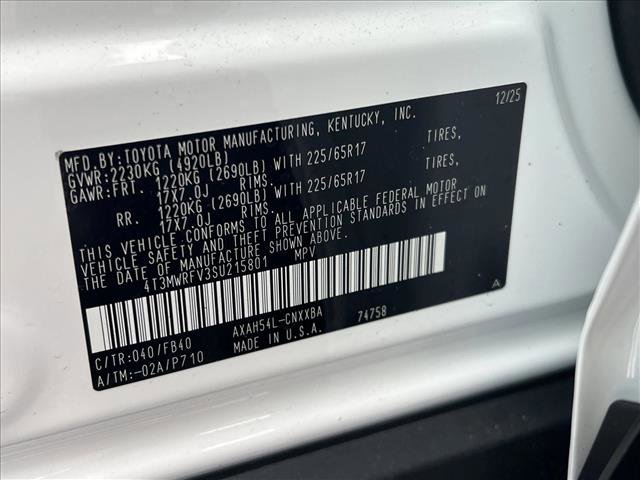 12/25
MFD.BY:TOYOTA MOTOR MANUFACTURING, KENTUCKY, INC.
GVWR:2230KG (4920LB)
GAWR:FRT. 1220KG (2690LB) WITH 225/65R17 TIRES,
17X7.0J RIMS.
RR. 1220KG (2690LB) WITH 225/65R17 TIRES,
17X7.0J RIMS.
THIS VEHICLE CONFORMS TO ALL APPLICABLE FEDERAL MOTOR
VEHICLE SAFETY AND THEFT PREVENTION STANDARDS IN EFFECT ON
THE DATE OF MANUFACTURE SHOWN ABOVE.
4T3MWRFV3SU215801 MPV
A
C/TR:040/FB40 AXAH54L-CNXXBA 74758
A/TM:-02A/P710 MADE IN U.S.A.